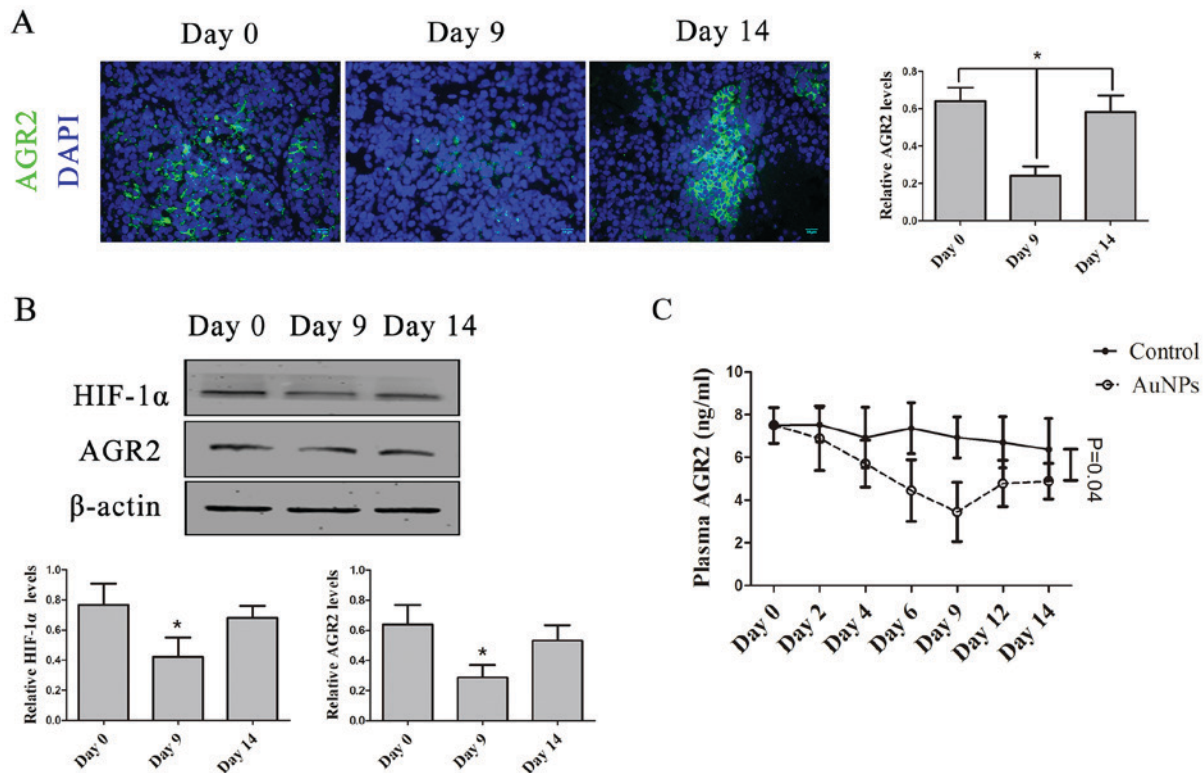 A
Day 0 Day 9 Day 14
AGR2
DAPI
*
Relative AGR2 levels
0.8
0.6
0.4
0.2
0.0
Day 0
Day 9
Day 14
B
Day 0 Day 9 Day 14
HIF-1α
AGR2
β-actin
Relative HIF-1α levels
1.0
0.8
0.6
0.4
0.2
0.0
*
Day 0
Day 9
Day 14
Relative AGR2 levels
1.0
0.8
0.6
0.4
0.2
0.0
*
Day 0
Day 9
Day 14
C
Control
AuNPs
Plasma AGR2 (ng/ml)
10
8
6
4
2
0
P=0.04
Day 0
Day 2
Day 4
Day 6
Day 9
Day 12
Day 14